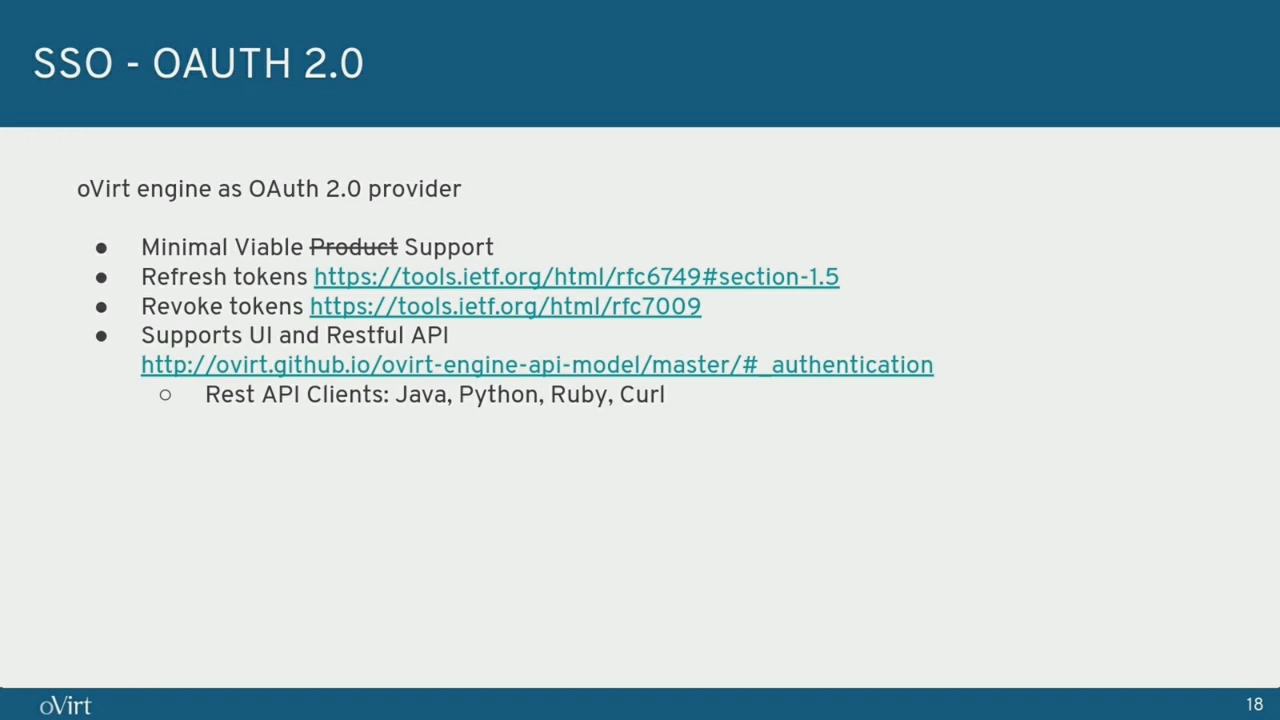 SSO - OAUTH 2.0
oVirt engine as OAuth 2.0 provider
● Minimal Viable Product Support
● Refresh tokens https://tools.ietf.org/html/rfc6749#section-1.5
● Revoke tokens https://tools.ietf.org/html/rfc7009
● Supports UI and Restful API
http://ovirt.github.io/ovirt-engine-api-model/master/#_authentication
○ Rest API Clients: Java, Python, Ruby, Curl
oVirt
18